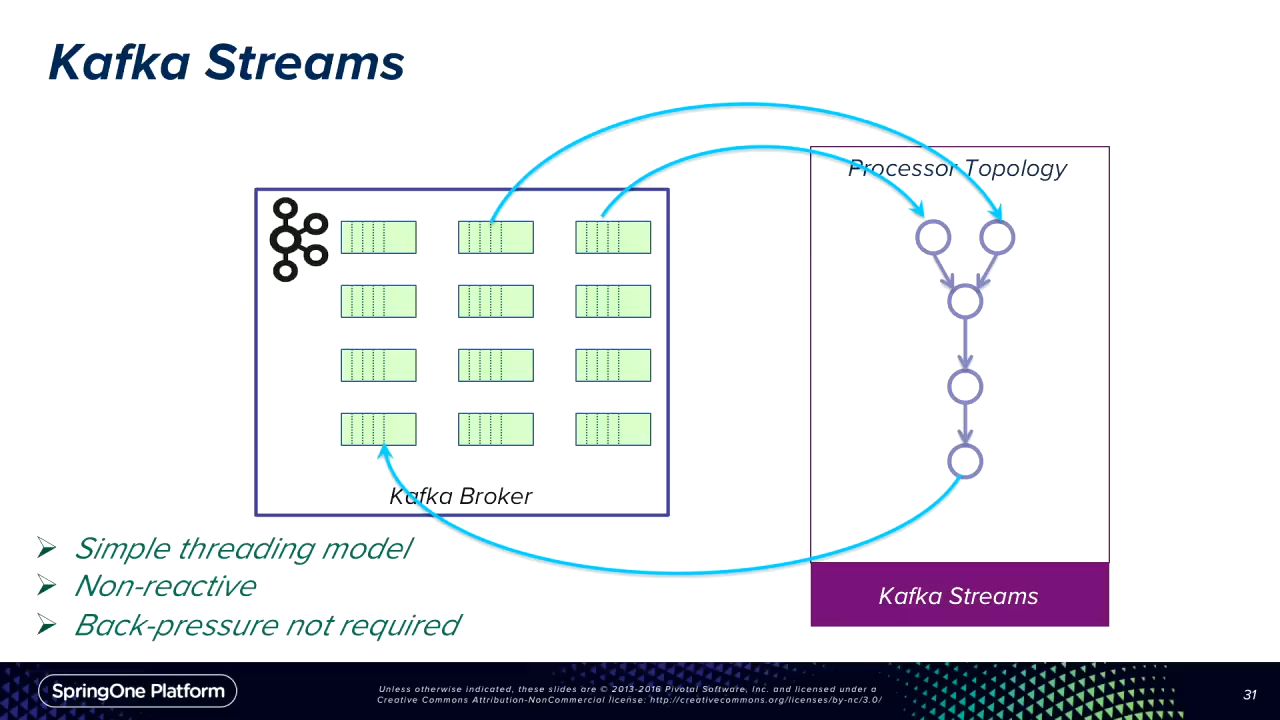 Kafka Streams
Processor Topology
Kafka Broker
Simple threading model
Non-reactive
Back-pressure not required
Kafka Streams
SpringOne Platform
Unless otherwise indicated, these slides are © 2013-2016 Pivotal Software, Inc. and licensed under a
Creative Commons Attribution-NonCommercial license: http://creativecommons.org/licenses/by-nc/3.0/
31